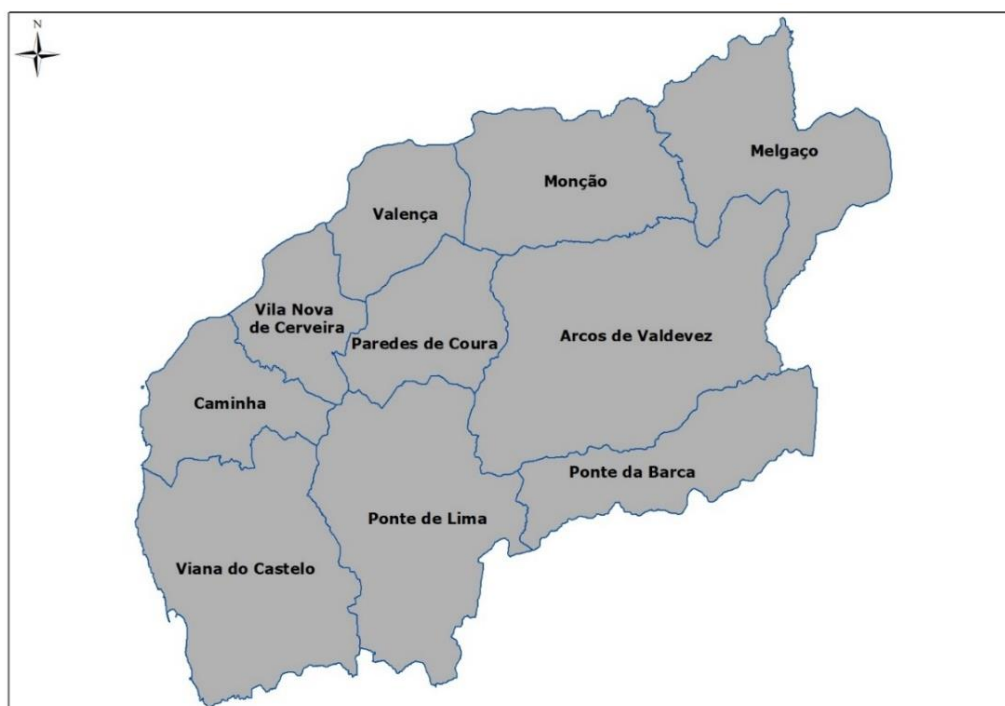 N
Melgaço
Monção
Valença
Vila Nova
de Cerveira
Paredes de Coura
Arcos de Valdevez
Caminha
Ponte da Barca
Ponte de Lima
Viana do Castelo